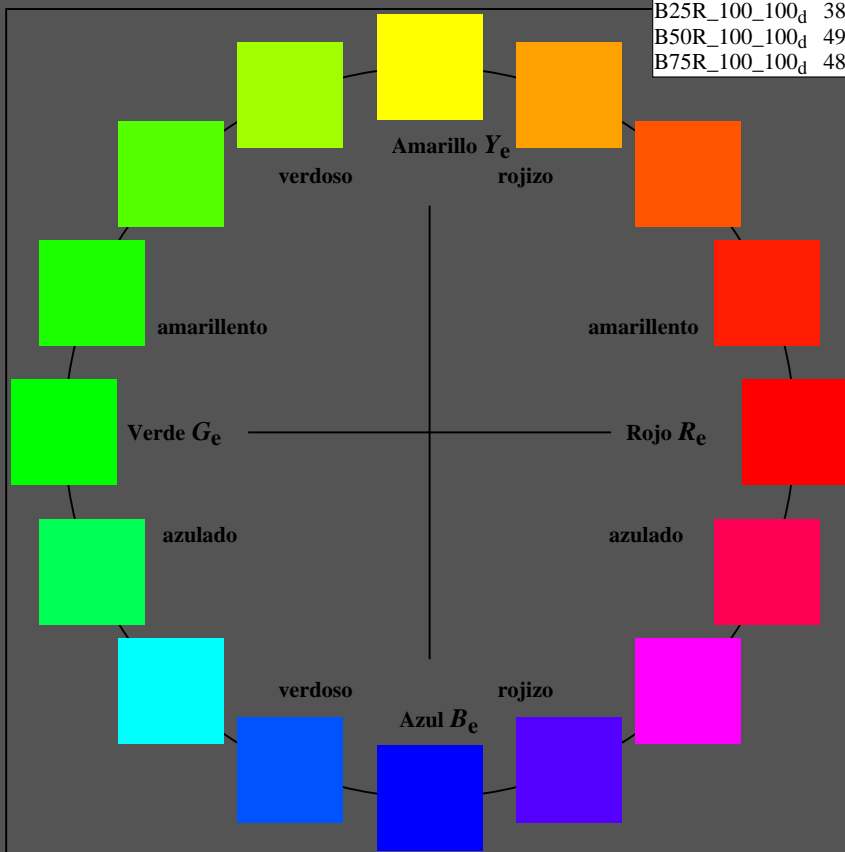 B25R_100_100d 38
B50R_100_100d 49
B75R_100_100d 48
Amarillo Ye
verdoso rojizo
amarillento amarillento
Verde Ge Rojo Re
azulado azulado
verdoso rojizo
Azul Be